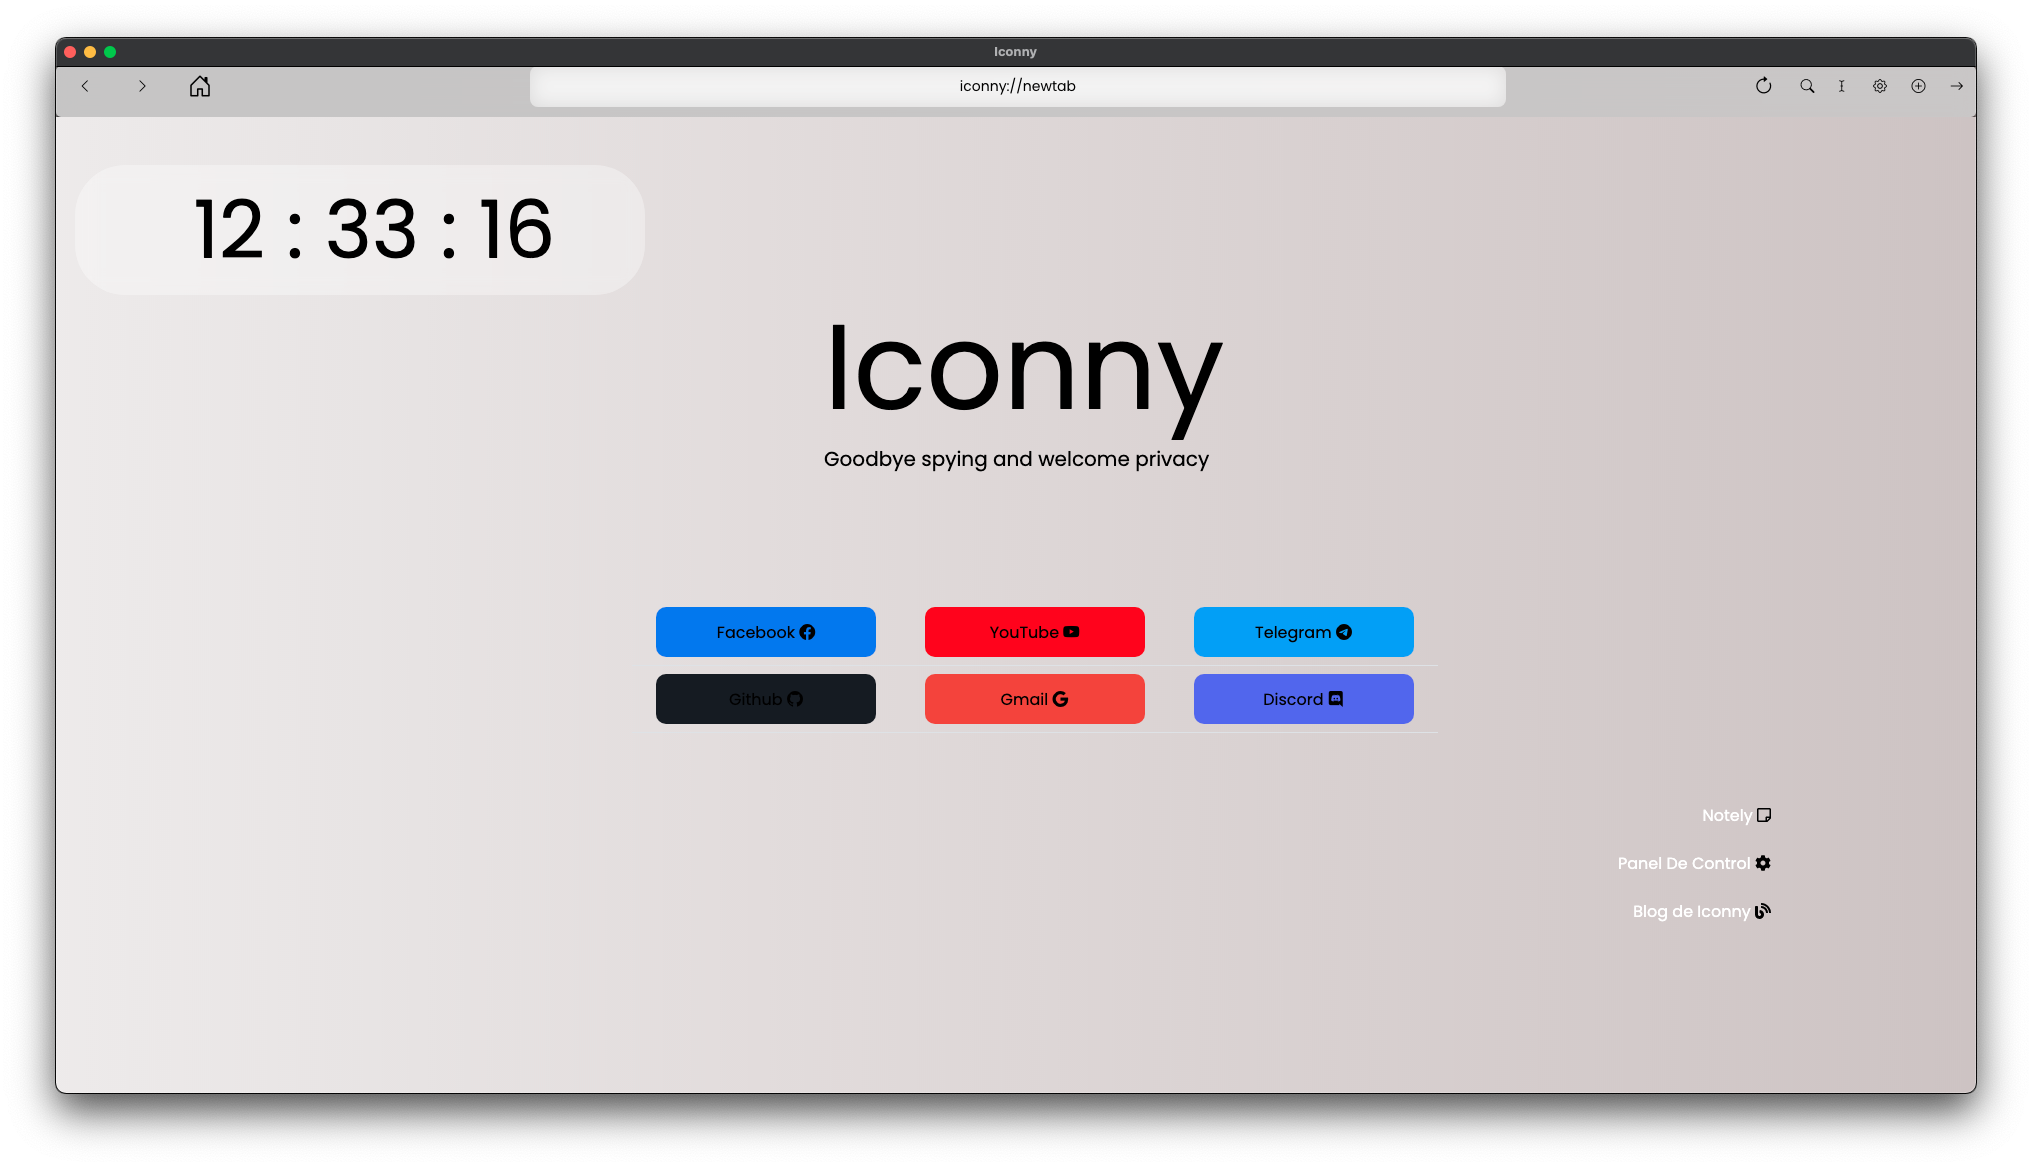 Iconny
iconny://newtab
12 : 33 : 16
Iconny
Goodbye spying and welcome privacy
Facebook YouTube Telegram
Github Gmail Discord
Notely
Panel De Control
Blog de Iconny